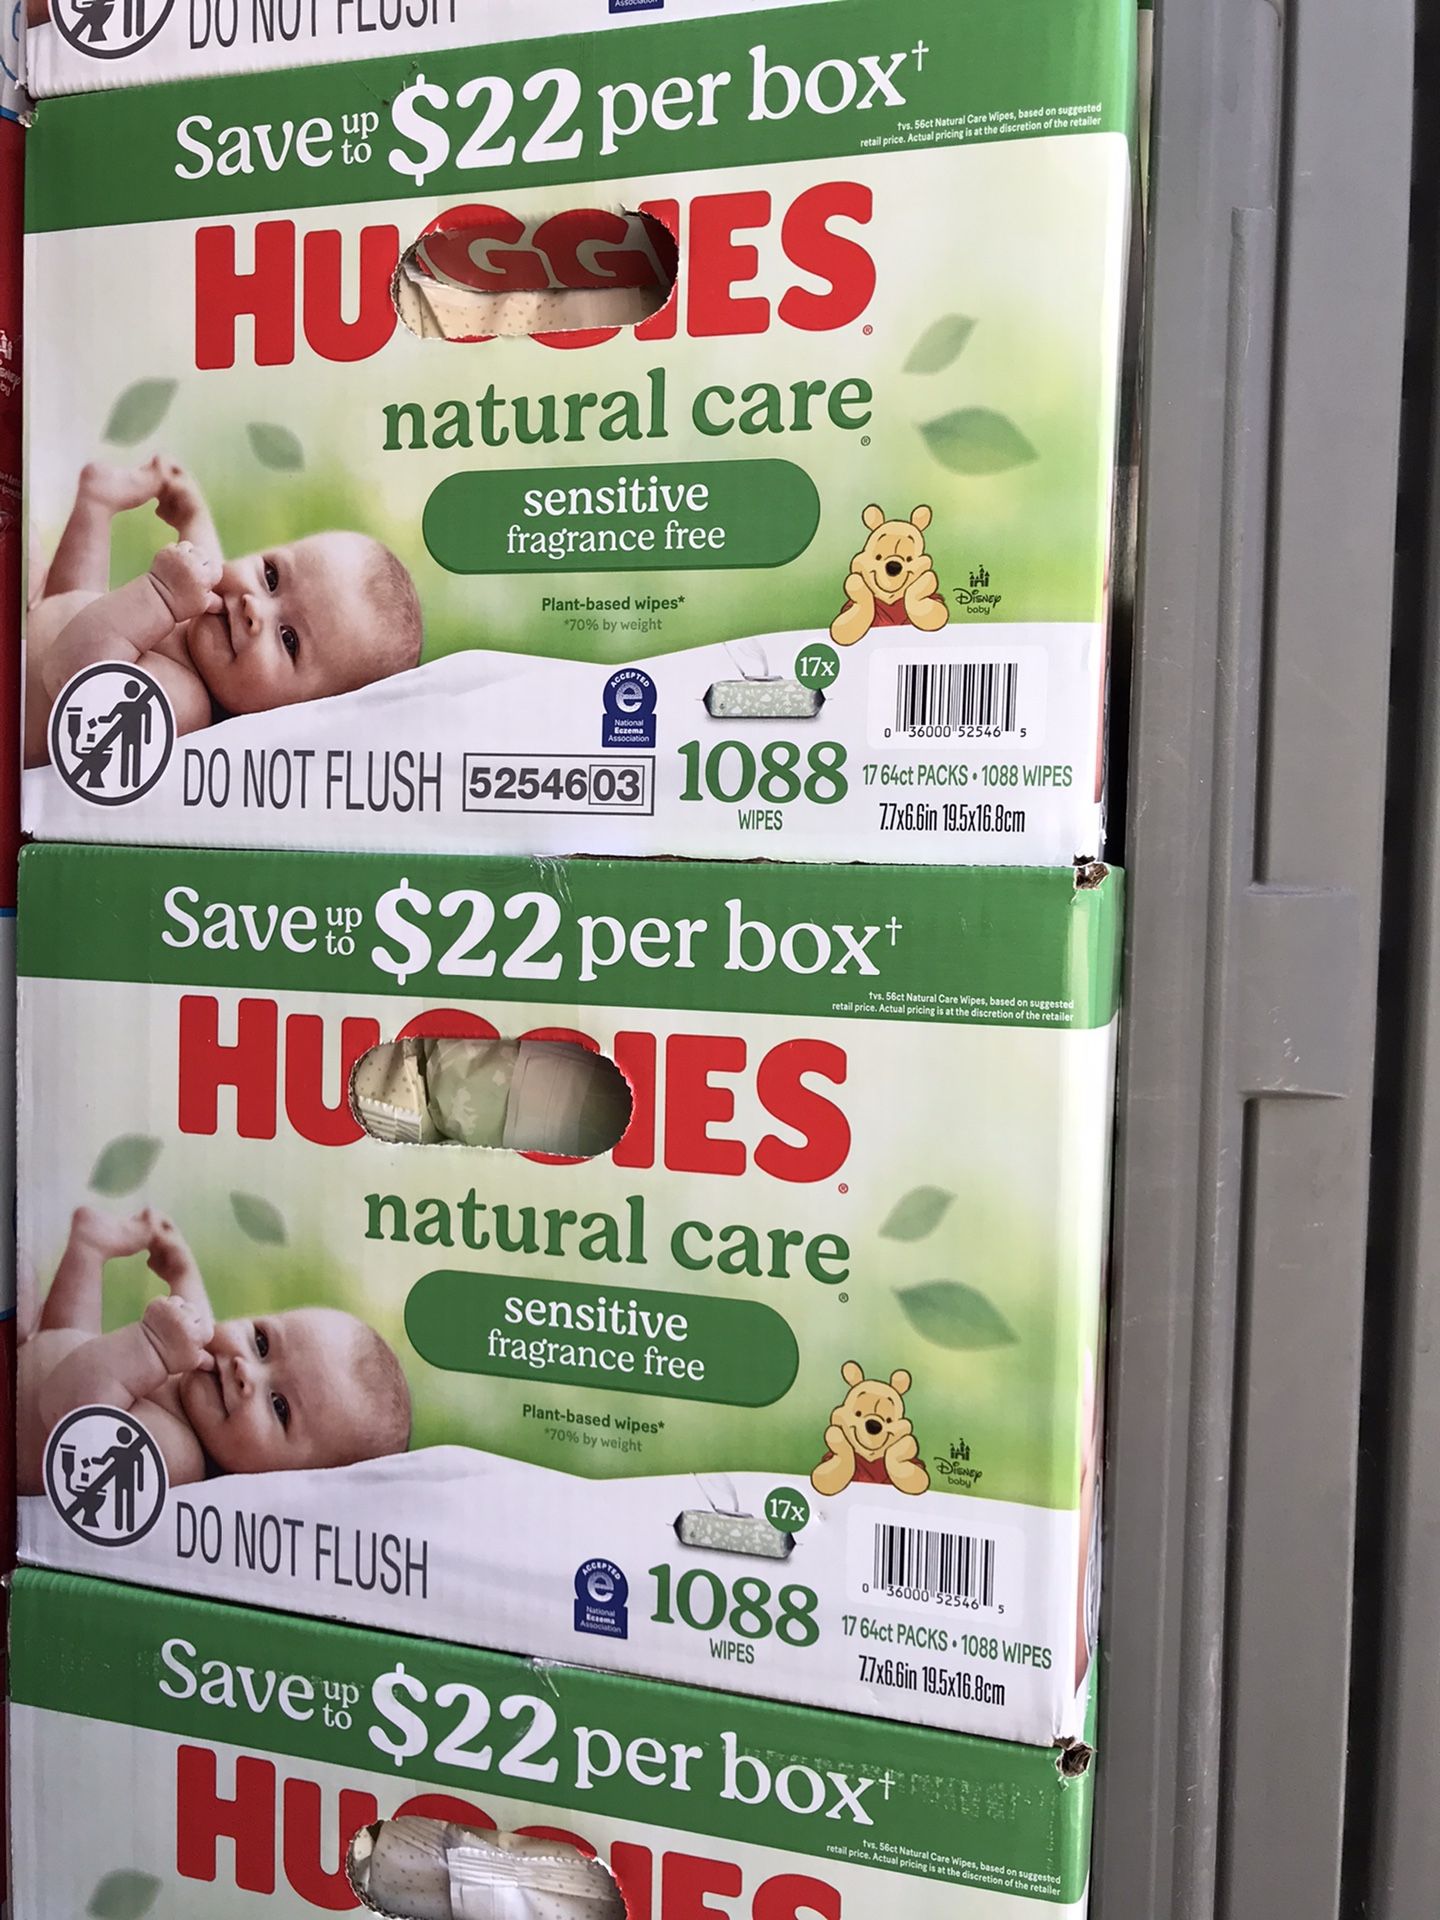 DO NOT FLUSH
Association
Save up to $22 per box†
†vs. 56ct Natural Care Wipes, based on suggested
retail price. Actual pricing is at the discretion of the retailer
HUGGIES®
natural care®
sensitive
fragrance free
Plant-based wipes*
*70% by weight
Disney
baby
17x
ACCEPTED
e
National
Eczema
Association
0 36000 52546 5
DO NOT FLUSH
5254603
1088
WIPES
17 64ct PACKS • 1088 WIPES
7.7x6.6in 19.5x16.8cm
Save up to $22 per box†
†vs. 56ct Natural Care Wipes, based on suggested
retail price. Actual pricing is at the discretion of the retailer
HU IES®
natural care®
sensitive
fragrance free
Plant-based wipes*
*70% by weight
Disney
baby
17x
ACCEPTED
e
National
Eczema
Association
0 36000 52546 5
DO NOT FLUSH
1088
WIPES
17 64ct PACKS • 1088 WIPES
7.7x6.6in 19.5x16.8cm
Save up to $22 per box†
†vs. 56ct Natural Care Wipes, based on suggested
retail price. Actual pricing is at the discretion of the retailer
HU IES